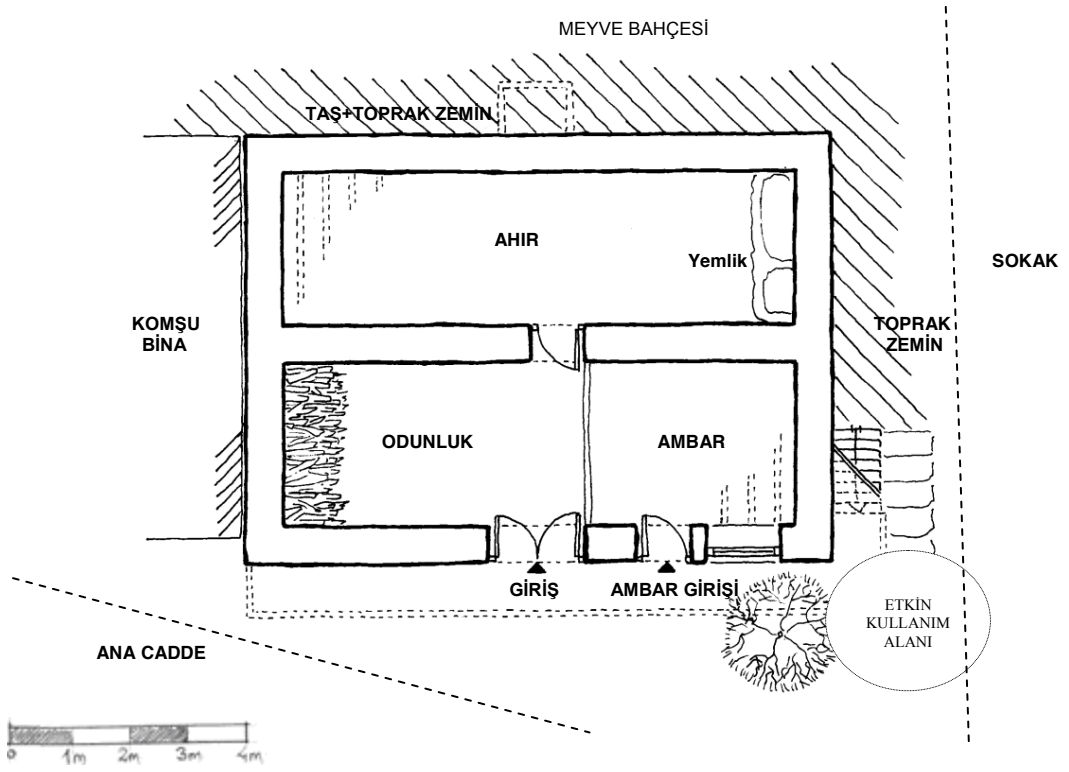 MEYVE BAHÇESİ
TAŞ+TOPRAK ZEMİN
AHIR
Yemlik
SOKAK
KOMŞU
BİNA
TOPRAK
ZEMİN
ODUNLUK
AMBAR
GİRİŞ
AMBAR GİRİŞİ
ETKİN
KULLANIM
ALANI
ANA CADDE
0 1m 2m 3m 4m